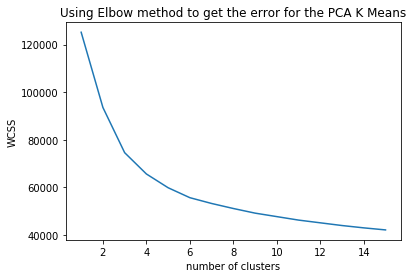 Using Elbow method to get the error for the PCA K Means
120000
100000
80000
60000
40000
WCSS
2 4 6 8 10 12 14
number of clusters